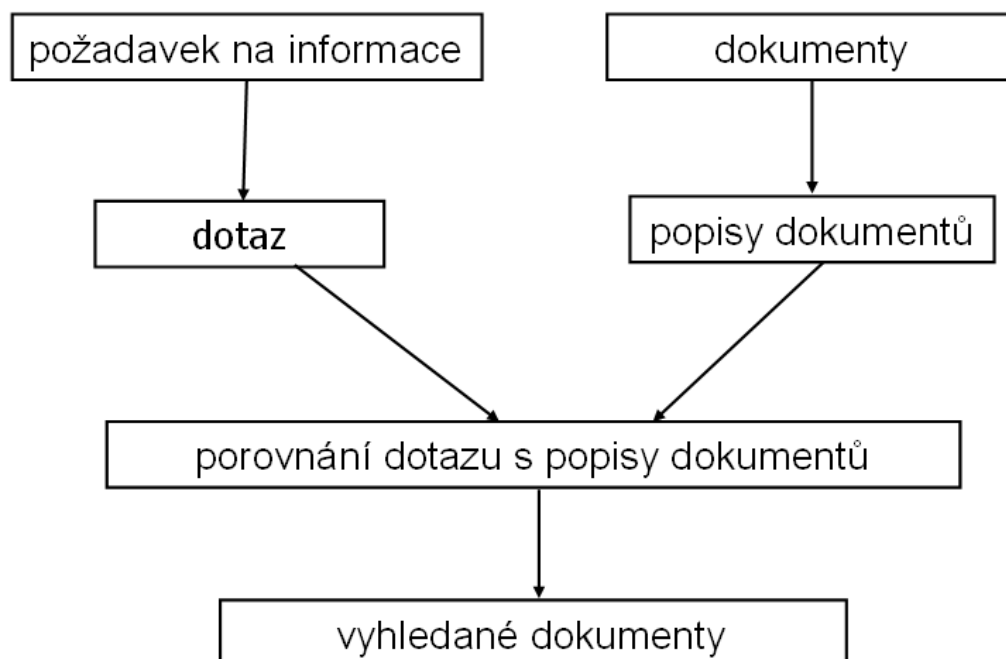 požadavek na informace
dokumenty
dotaz
popisy dokumentů
porovnání dotazu s popisy dokumentů
vyhledané dokumenty